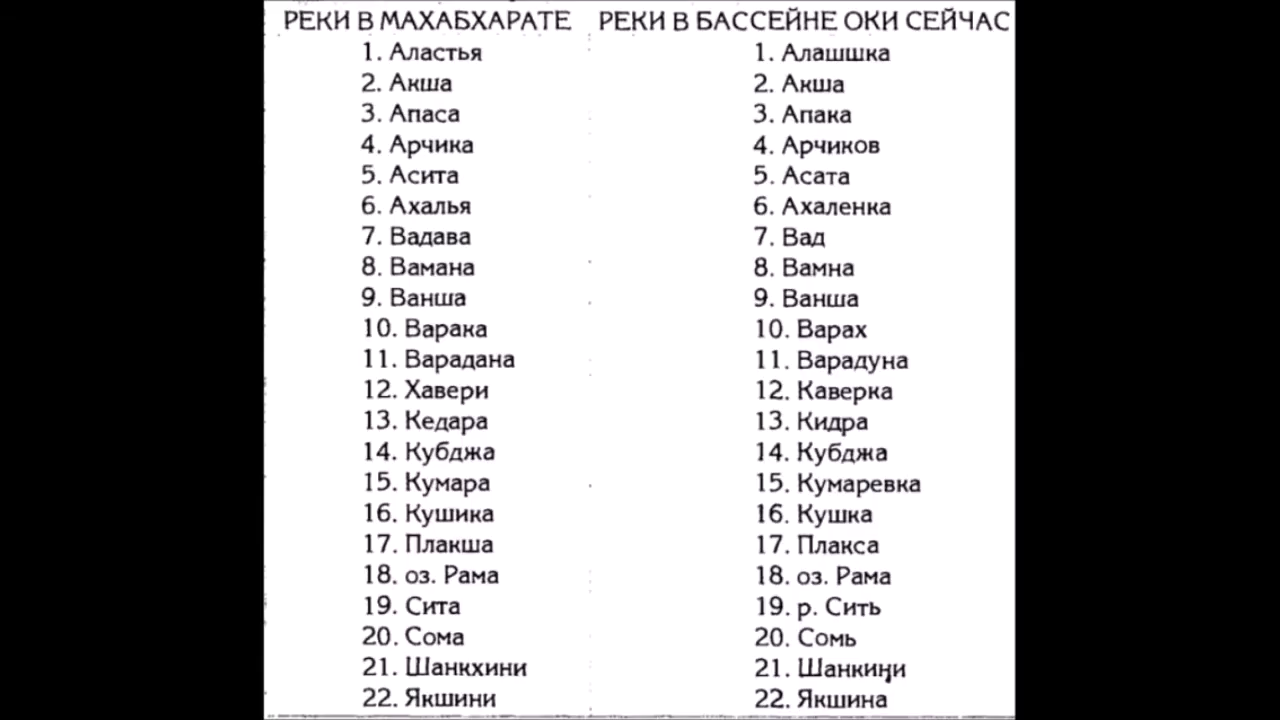 РЕКИ В МАХАБХАРАТЕ РЕКИ В БАССЕЙНЕ ОКИ СЕЙЧАС
1. Аластья 1. Алашшка
2. Акша 2. Акша
3. Апаса 3. Апака
4. Арчика 4. Арчиков
5. Асита 5. Асата
6. Ахалья 6. Ахаленка
7. Вадава 7. Вад
8. Вамана 8. Вамна
9. Ванша 9. Ванша
10. Варака 10. Варах
11. Варадана 11. Варадуна
12. Хавери 12. Каверка
13. Кедара 13. Кидра
14. Кубджа 14. Кубджа
15. Кумара 15. Кумаревка
16. Кушика 16. Кушка
17. Плакша 17. Плакса
18. оз. Рама 18. оз. Рама
19. Сита 19. р. Сить
20. Сома 20. Сомь
21. Шанкхини 21. Шанкини
22. Якшини 22. Якшина